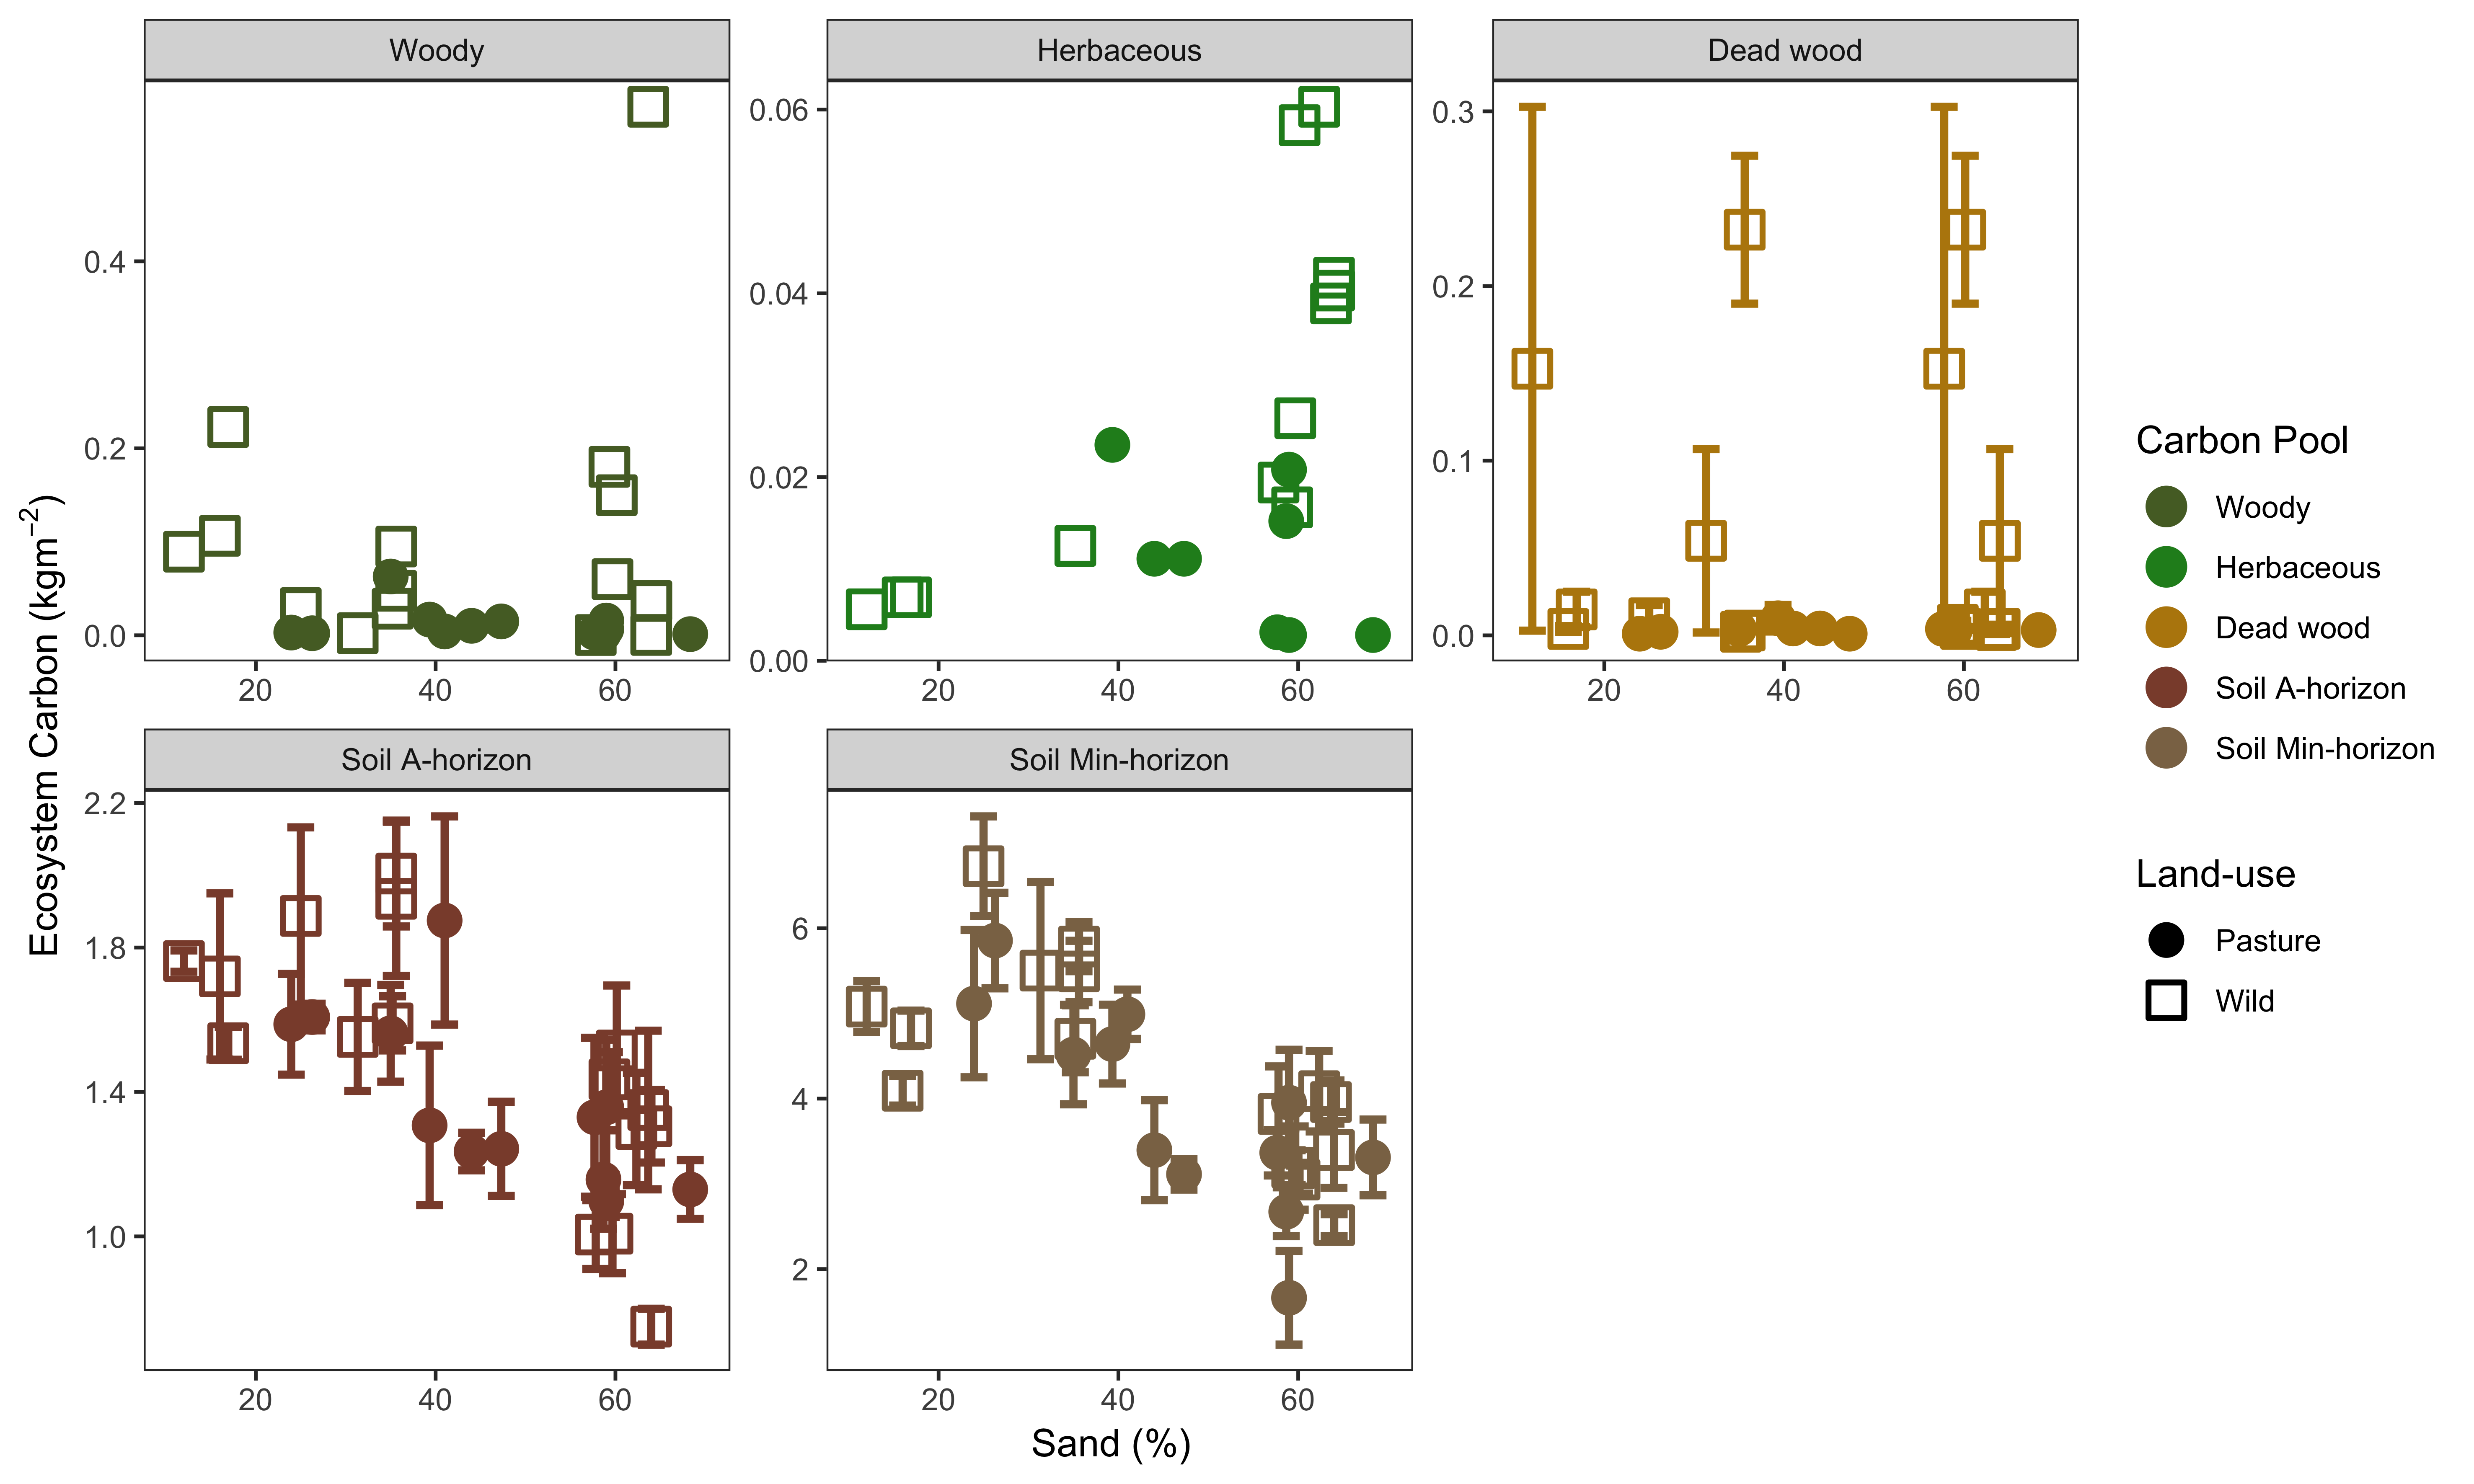 Woody
Herbaceous
Dead wood
0.4
0.2
0.0
20 40 60
0.06
0.04
0.02
0.00
20 40 60
0.3
0.2
0.1
0.0
20 40 60
Soil A-horizon
Soil Min-horizon
2.2
1.8
1.4
1.0
20 40 60
6
4
2
20 40 60
Ecosystem Carbon (kgm⁻²)
Sand (%)
Carbon Pool
Woody
Herbaceous
Dead wood
Soil A-horizon
Soil Min-horizon
Land-use
Pasture
Wild